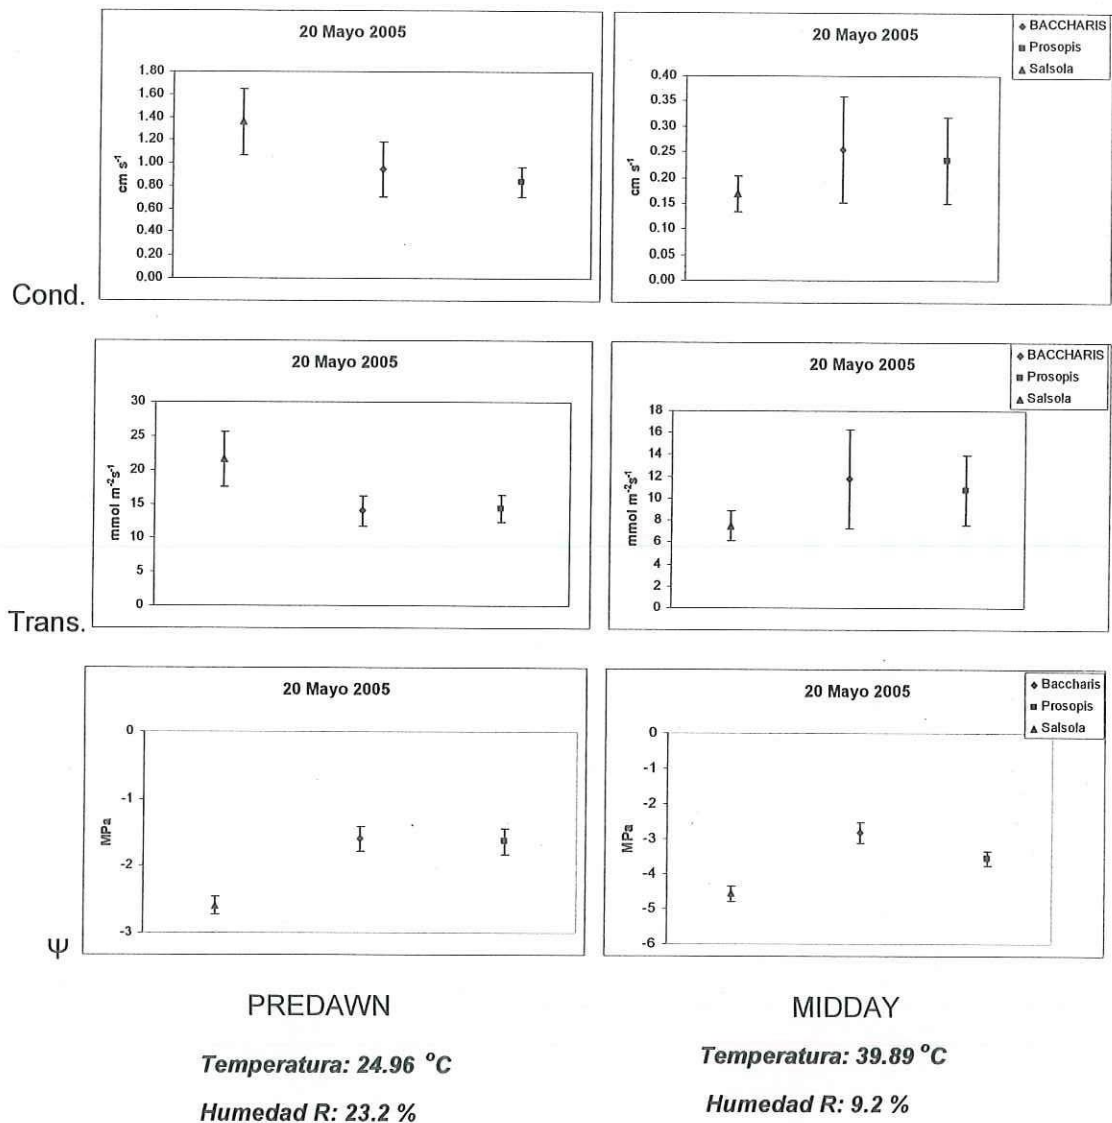 20 Mayo 2005
1.80
1.60
1.40
1.20
1.00
0.80
0.60
0.40
0.20
0.00
cm s⁻¹
Cond.
20 Mayo 2005
BACCHARIS
Prosopis
Salsola
0.40
0.35
0.30
0.25
0.20
0.15
0.10
0.05
0.00
cm s⁻¹
20 Mayo 2005
30
25
20
15
10
5
0
mmol m⁻²s⁻¹
Trans.
20 Mayo 2005
BACCHARIS
Prosopis
Salsola
18
16
14
12
10
8
6
4
2
0
mmol m⁻²s⁻¹
20 Mayo 2005
0
-1
-2
-3
MPa
Ψ
20 Mayo 2005
Baccharis
Prosopis
Salsola
0
-1
-2
-3
-4
-5
-6
MPa
PREDAWN
Temperatura: 24.96 °C
Humedad R: 23.2 %
MIDDAY
Temperatura: 39.89 °C
Humedad R: 9.2 %